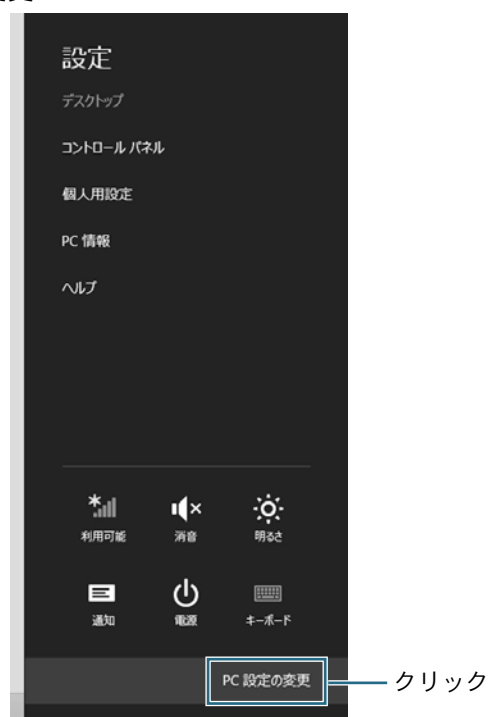 設定
デスクトップ
コントロール パネル
個人用設定
PC 情報
ヘルプ
利用可能
消音
明るさ
通知
電源
キーボード
PC 設定の変更
クリック